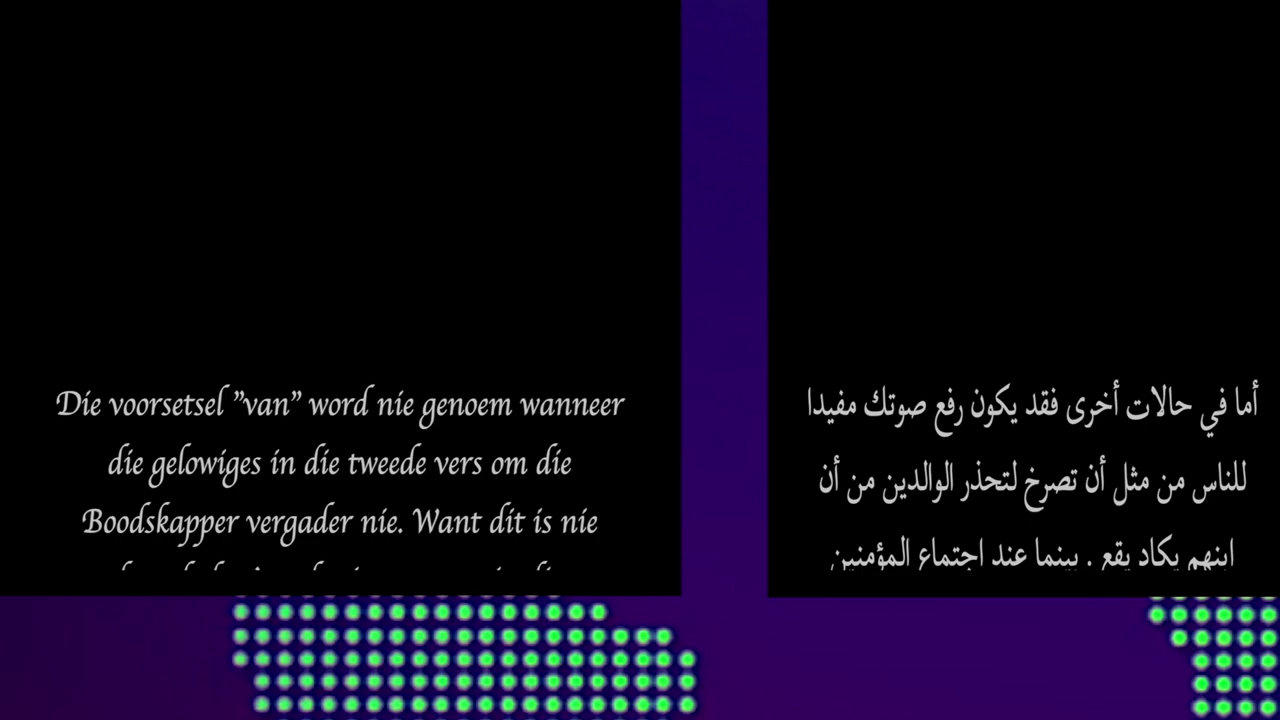 Die voorsetsel "van" word nie genoem wanneer
die gelowiges in die tweede vers om die
Boodskapper vergader nie. Want dit is nie
أما في حالات أخرى فقد يكون رفع صوتك مفيدا
للناس من مثل أن تصرخ لتحذر الوالدين من أن
ابنهم يكاد يقع . بينما عند اجتماع المؤمنين